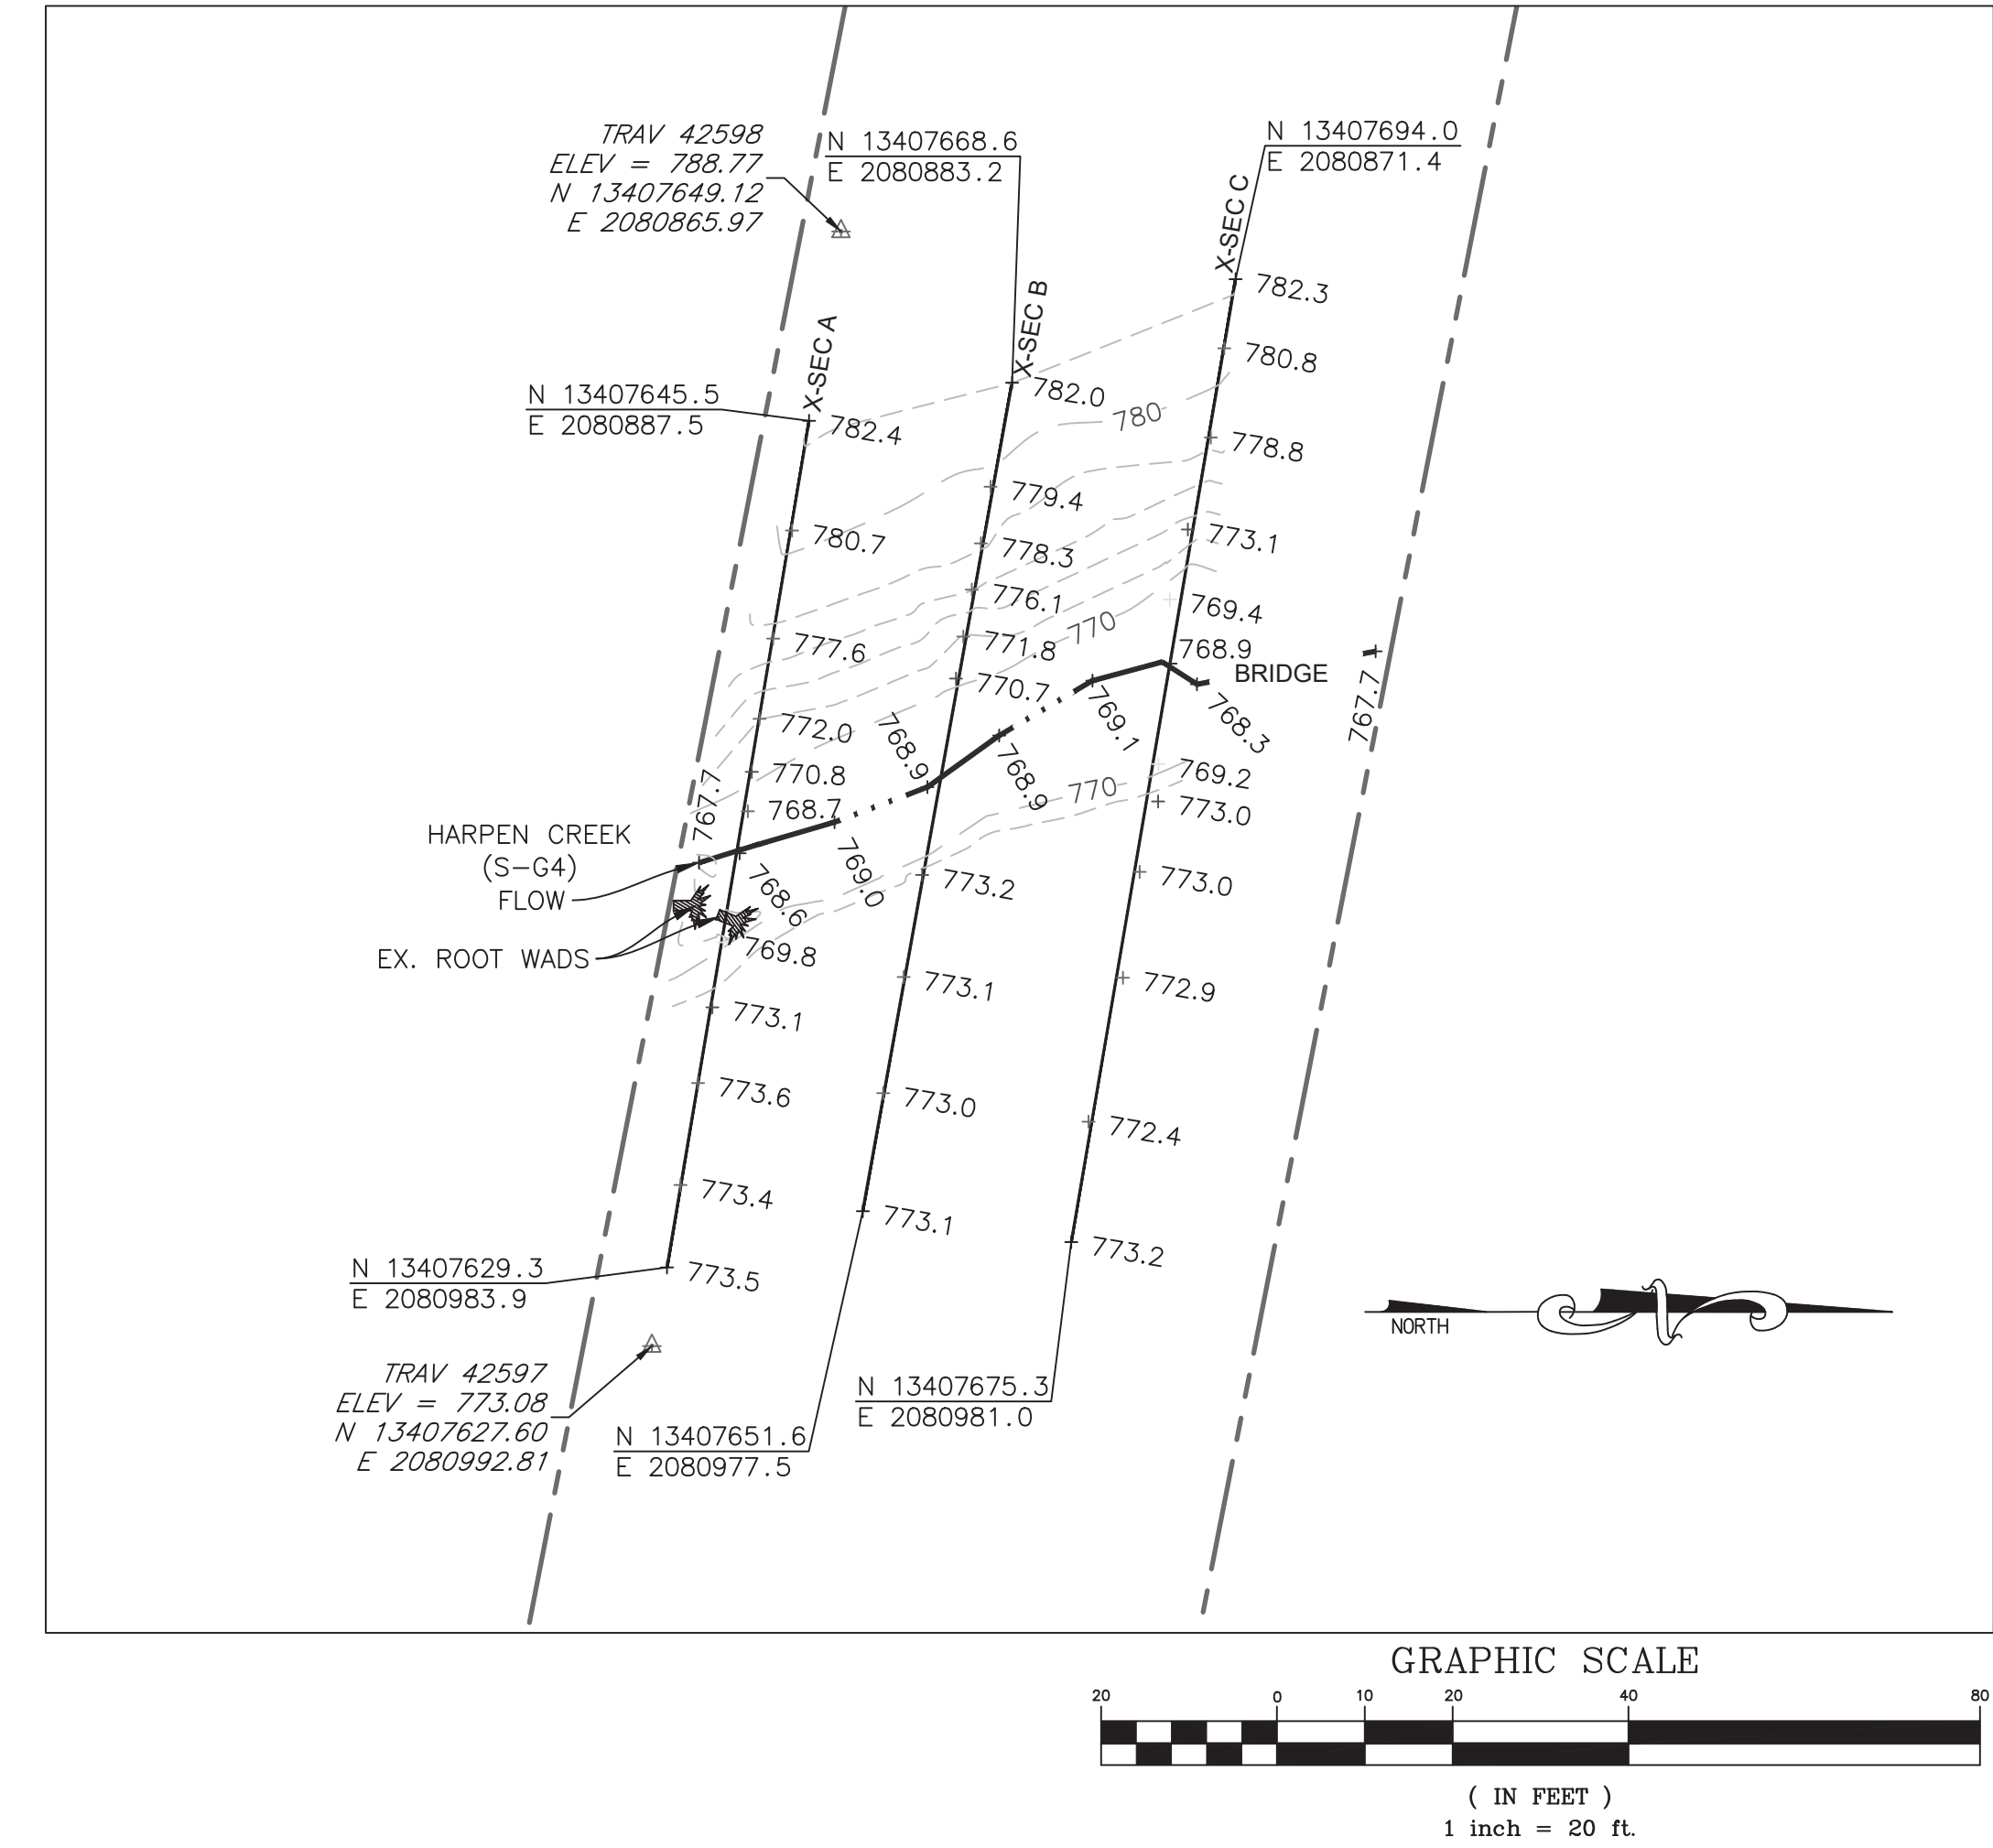 TRAV 42598
ELEV = 788.77
N 13407649.12
E 2080865.97
N 13407668.6
E 2080883.2
N 13407694.0
E 2080871.4
X-SEC C
782.3
X-SEC B
782.0
780.8
X-SEC A
N 13407645.5
E 2080887.5
782.4
780
778.8
779.4
780.7
778.3
773.1
776.1
769.4
777.6
771.8
770
768.9
BRIDGE
770.7
767.7
772.0
768.9
769.1
768.3
770.8
768.9
770
769.2
767.7
768.7
773.0
HARPEN CREEK
(S-G4)
FLOW
769.0
768.6
773.2
773.0
EX. ROOT WADS
769.8
773.1
773.1
772.9
773.6
773.0
772.4
773.4
773.1
773.2
N 13407629.3
E 2080983.9
773.5
NORTH
TRAV 42597
ELEV = 773.08
N 13407627.60
E 2080992.81
N 13407675.3
E 2080981.0
N 13407651.6
E 2080977.5
GRAPHIC SCALE
20 0 10 20 40 80
( IN FEET )
1 inch = 20 ft.